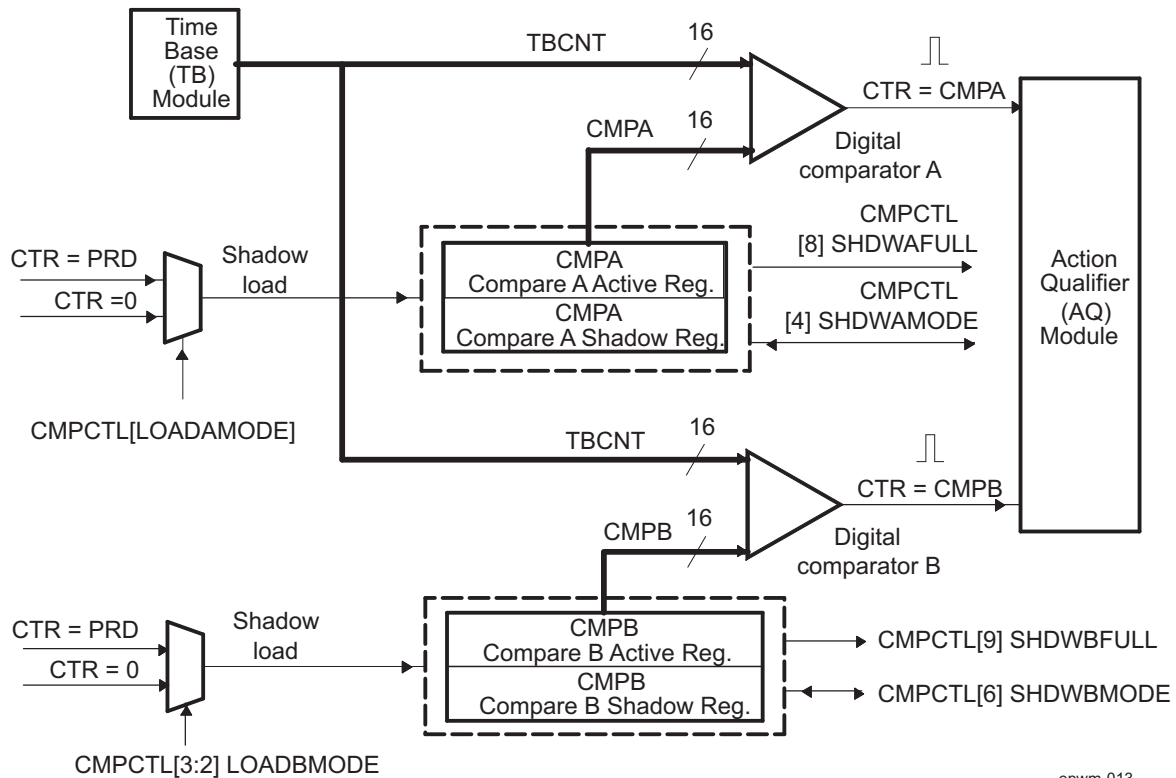 Time
Base
(TB)
Module
TBCNT
16
CTR = CMPA
CMPA
16
Digital
comparator A
CMPCTL
[8] SHDWAFULL
CMPCTL
[4] SHDWAMODE
Action
Qualifier
(AQ)
Module
CTR = PRD
CTR =0
Shadow
load
CMPA
Compare A Active Reg.
CMPA
Compare A Shadow Reg.
CMPCTL[LOADAMODE]
TBCNT
16
CTR = CMPB
CMPB
16
Digital
comparator B
CTR = PRD
CTR = 0
Shadow
load
CMPB
Compare B Active Reg.
CMPB
Compare B Shadow Reg.
CMPCTL[9] SHDWBFULL
CMPCTL[6] SHDWBMODE
CMPCTL[3:2] LOADBMODE